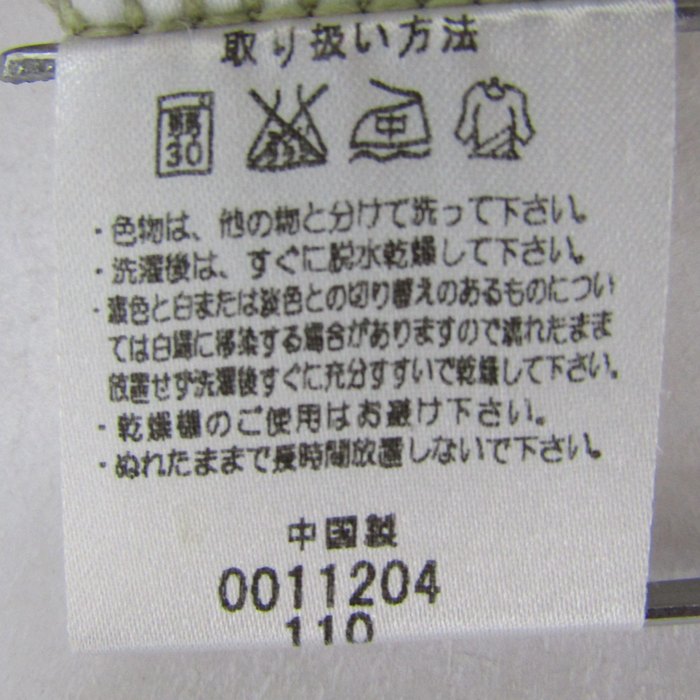 取り扱い方法
弱 30 中
・色物は、他の物と分けて洗って下さい。
・洗濯後は、すぐに脱水乾燥して下さい。
・濃色と白または淡色との切り替えのあるものについ
ては白場に移染する場合がありますので濡れたまま
放置せず洗濯後すぐに充分すすいで乾燥して下さい。
・乾燥機のご使用はお避け下さい。
・ぬれたままで長時間放置しないで下さい。
中国製
0011204
110